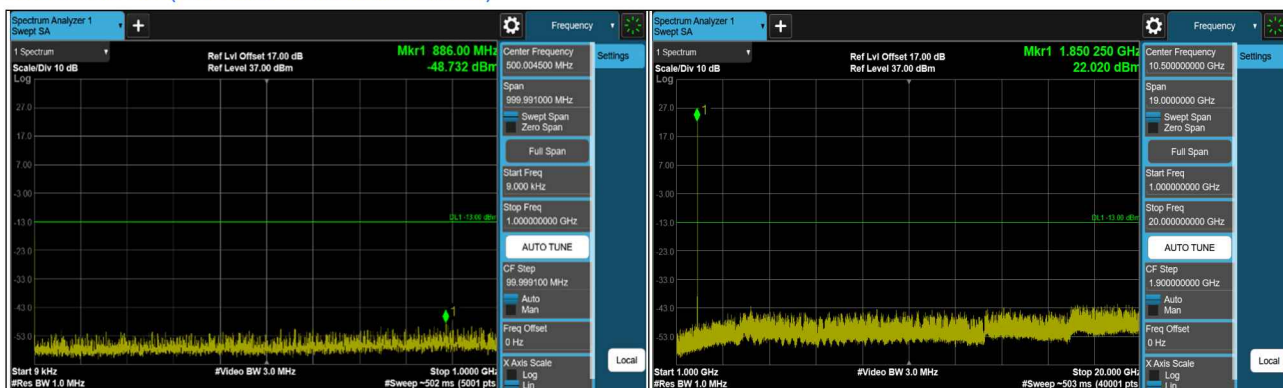 Spectrum Analyzer 1
Swept SA
+
Frequency
1 Spectrum
Scale/Div 10 dB
Log
Ref Lvl Offset 17.00 dB
Ref Level 37.00 dBm
Mkr1 886.00 MHz
-48.732 dBm
27.0
17.0
7.00
-3.00
-13.0
-23.0
-33.0
-43.0
-53.0
DL1 -13.00 dBm
1
Start 9 kHz
#Res BW 1.0 MHz
#Video BW 3.0 MHz
Stop 1.0000 GHz
#Sweep ~502 ms (5001 pts
Center Frequency
500.004500 MHz
Span
999.991000 MHz
Swept Span
Zero Span
Full Span
Start Freq
9.000 kHz
Stop Freq
1.000000000 GHz
AUTO TUNE
CF Step
99.999100 MHz
Auto
Man
Freq Offset
0 Hz
X Axis Scale
Log
Lin
Settings
Local
Spectrum Analyzer 1
Swept SA
+
Frequency
1 Spectrum
Scale/Div 10 dB
Log
Ref Lvl Offset 17.00 dB
Ref Level 37.00 dBm
Mkr1 1.850 250 GHz
22.020 dBm
27.0
17.0
7.00
-3.00
-13.0
-23.0
-33.0
-43.0
-53.0
DL1 -13.00 dBm
1
Start 1.000 GHz
#Res BW 1.0 MHz
#Video BW 3.0 MHz
Stop 20.000 GHz
#Sweep ~503 ms (40001 pts
Center Frequency
10.500000000 GHz
Span
19.0000000 GHz
Swept Span
Zero Span
Full Span
Start Freq
1.000000000 GHz
Stop Freq
20.000000000 GHz
AUTO TUNE
CF Step
1.900000000 GHz
Auto
Man
Freq Offset
0 Hz
X Axis Scale
Log
Lin
Settings
Local